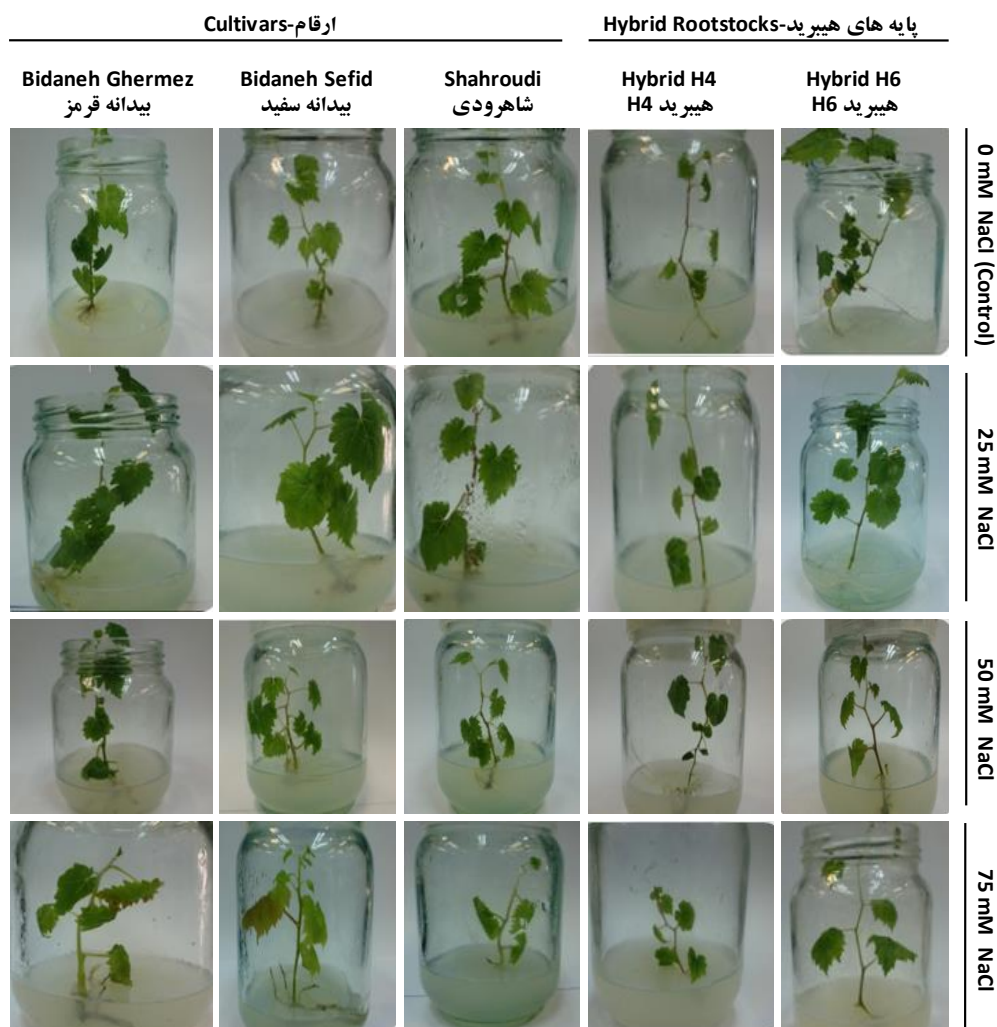 Cultivars-ارقام
Hybrid Rootstocks-پایه های هیبرید
Bidaneh Ghermez
بیدانه قرمز
Bidaneh Sefid
بیدانه سفید
Shahroudi
شاهرودی
Hybrid H4
هیبرید H4
Hybrid H6
هیبرید H6
0 mM NaCl (Control)
25 mM NaCl
50 mM NaCl
75 mM NaCl